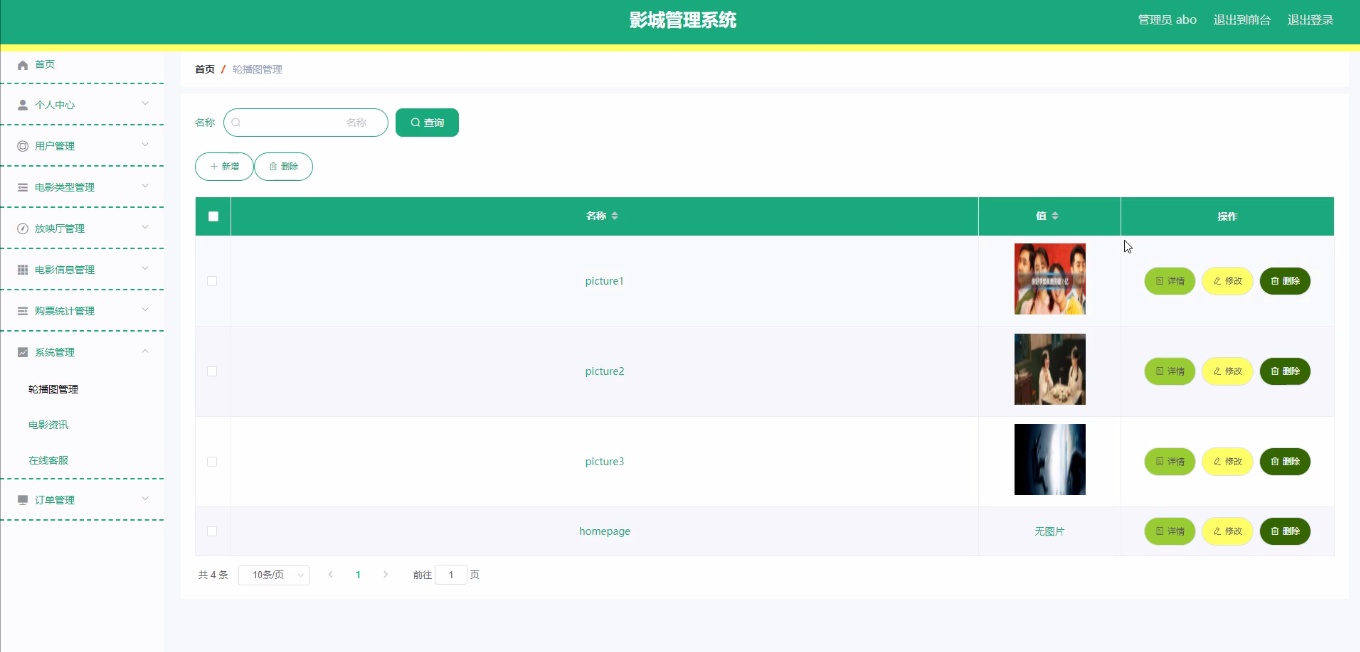 影城管理系统
管理员 abo 退出到前台 退出登录
首页
个人中心
用户管理
电影类型管理
放映厅管理
电影信息管理
购票统计管理
系统管理
轮播图管理
电影资讯
在线客服
订单管理
首页 / 轮播图管理
名称 名称 查询
新增 删除
名称 值 操作
picture1 详情 修改 删除
picture2 详情 修改 删除
picture3 详情 修改 删除
homepage 无图片 详情 修改 删除
共 4 条 10条/页 1 前往 1 页